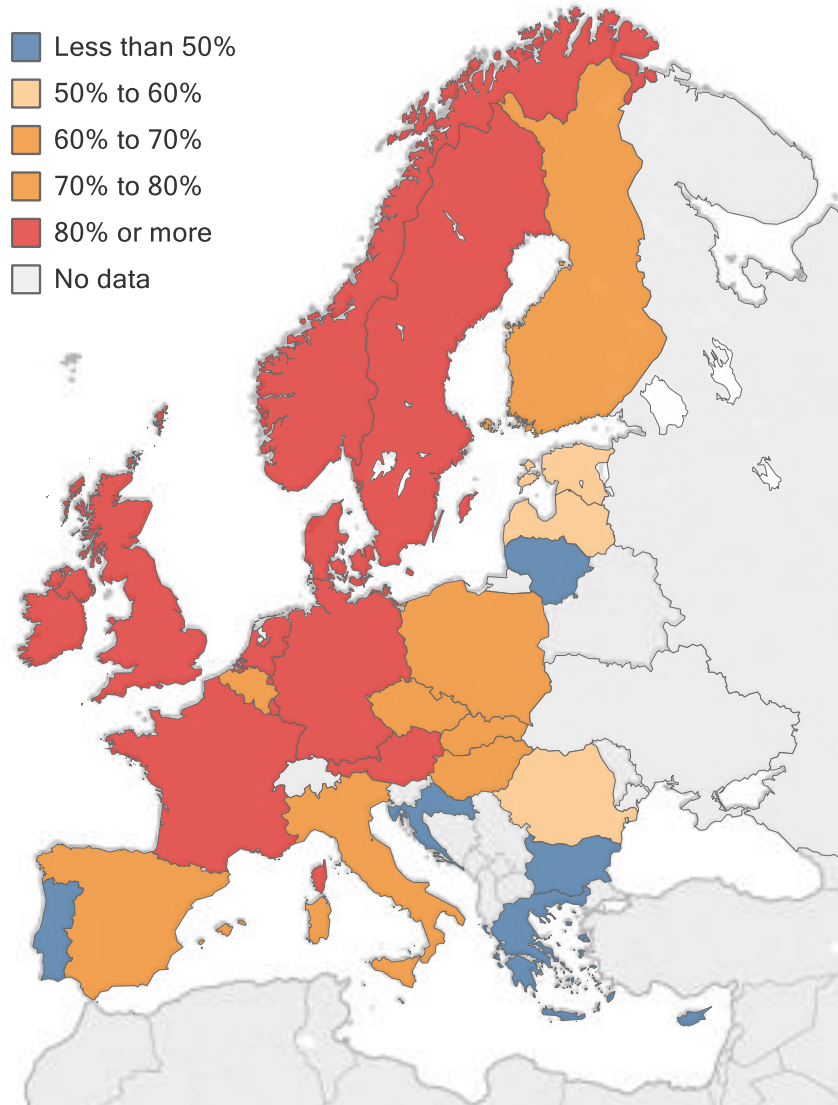 Less than 50%
50% to 60%
60% to 70%
70% to 80%
80% or more
No data